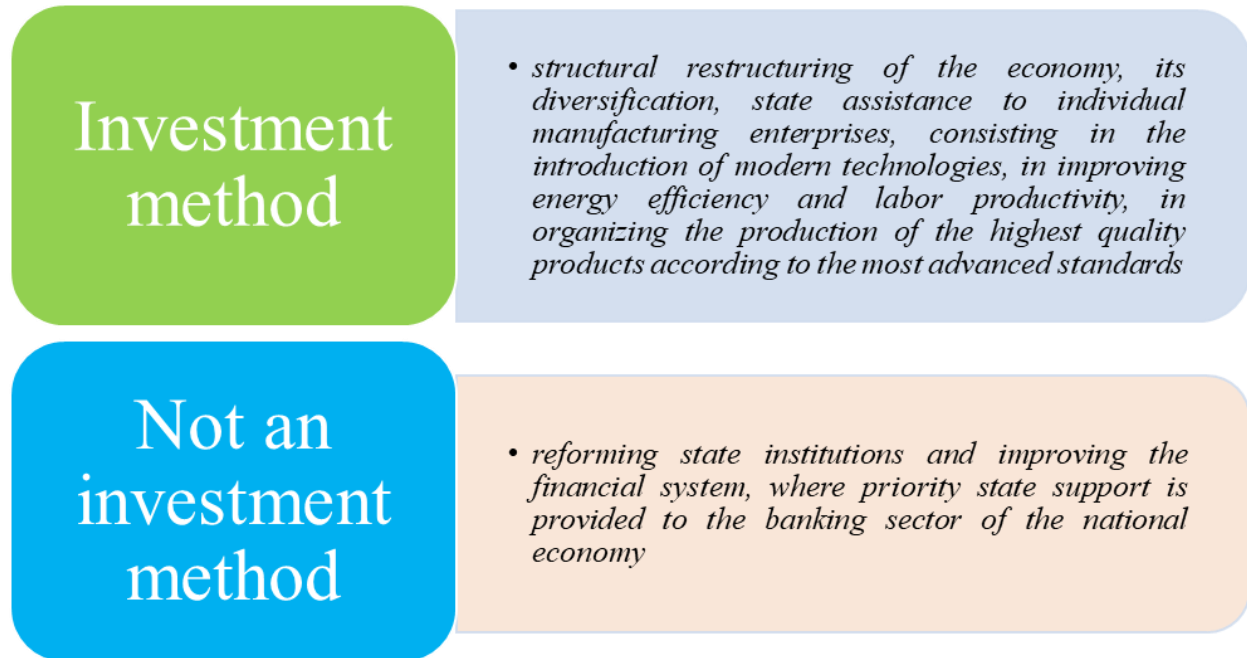 Investment
method
• structural restructuring of the economy, its
diversification, state assistance to individual
manufacturing enterprises, consisting in the
introduction of modern technologies, in improving
energy efficiency and labor productivity, in
organizing the production of the highest quality
products according to the most advanced standards
Not an
investment
method
• reforming state institutions and improving the
financial system, where priority state support is
provided to the banking sector of the national
economy